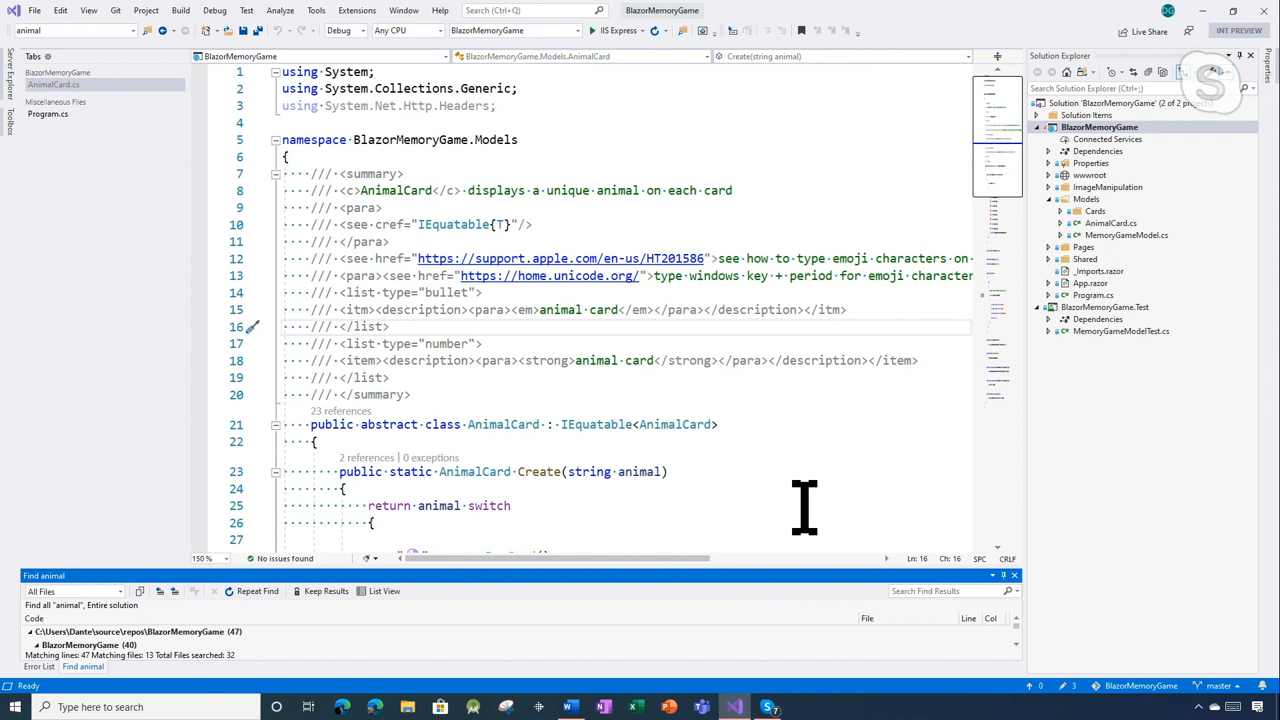 File Edit View Git Project Build Debug Test Analyze Tools Extensions Window Help Search (Ctrl+Q) BlazorMemoryGame DG
animal Debug Any CPU BlazorMemoryGame IIS Express Live Share INT PREVIEW
Server Explorer
Toolbox
Tabs
BlazorMemoryGame
AnimalCard.cs
Miscellaneous Files
Program.cs
BlazorMemoryGame BlazorMemoryGame.Models.AnimalCard Create(string animal)
1 using System;
2 using System.Collections.Generic;
3 using System.Net.Http.Headers;
4
5 namespace BlazorMemoryGame.Models
6 {
7 /// <summary>
8 /// <c>AnimalCard</c> displays a unique animal on each card
9 /// <para>
10 /// <see cref="IEquatable{T}"/>
11 /// </para>
12 /// <see href="https://support.apple.com/en-us/HT201586">see how to type emoji characters on
13 /// <para><see href="https://home.unicode.org/">type windows key + period for emoji character
14 /// <list type="bullet">
15 /// <itm><description><para><em>animal card</em></para></description></itm>
16 /// </list>
17 /// <list type="number">
18 /// <item><description><para><strong>animal card</strong></para></description></item>
19 /// </list>
20 /// </summary>
23 references
21 public abstract class AnimalCard : IEquatable<AnimalCard>
22 {
2 references | 0 exceptions
23 public static AnimalCard Create(string animal)
24 {
25 return animal switch
26 {
27
150 % No issues found Ln: 16 Ch: 16 SPC CRLF
Find animal
All Files Repeat Find Keep Results List View Search Find Results
Find all "animal", Entire solution
Code File Line Col
C:\Users\Dante\source\repos\BlazorMemoryGame (47)
BlazorMemoryGame (40)
Matching lines: 47 Matching files: 13 Total Files searched: 32
Error List Find animal
Solution Explorer
Search Solution Explorer (Ctrl+;)
Solution 'BlazorMemoryGame' (2 of 2 projects)
Solution Items
BlazorMemoryGame
Connected Services
Dependencies
Properties
wwwroot
ImageManipulation
Models
Cards
AnimalCard.cs
MemoryGameModel.cs
Pages
Shared
_Imports.razor
App.razor
Program.cs
BlazorMemoryGame.Test
Dependencies
MemoryGameModelTest.cs
Properties
Ready 0 3 BlazorMemoryGame master
Type here to search